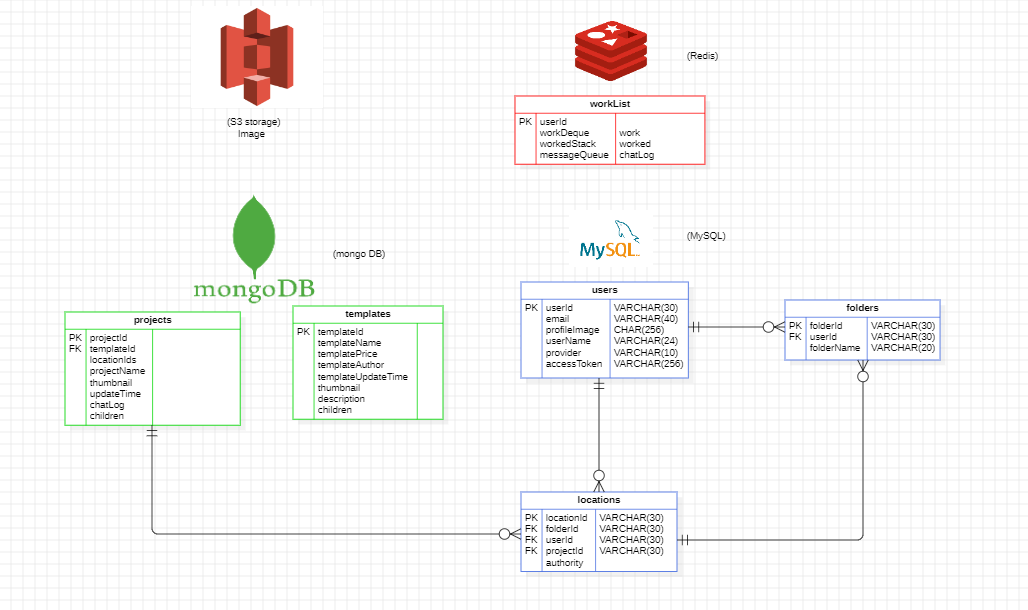 (S3 storage)
Image
(Redis)
workList
PK userId
workDeque work
workedStack worked
messageQueue chatLog
mongoDB
(mongo DB)
MySQL
(MySQL)
projects
PK projectId
FK templateId
locationIds
projectName
thumbnail
updateTime
chatLog
children
templates
PK templateId
templateName
templatePrice
templateAuthor
templateUpdateTime
thumbnail
description
children
users
PK userId VARCHAR(30)
email VARCHAR(40)
profileImage CHAR(256)
userName VARCHAR(24)
provider VARCHAR(10)
accessToken VARCHAR(256)
folders
PK folderId VARCHAR(30)
FK userId VARCHAR(30)
folderName VARCHAR(20)
locations
PK locationId VARCHAR(30)
FK folderId VARCHAR(30)
FK userId VARCHAR(30)
FK projectId VARCHAR(30)
authority